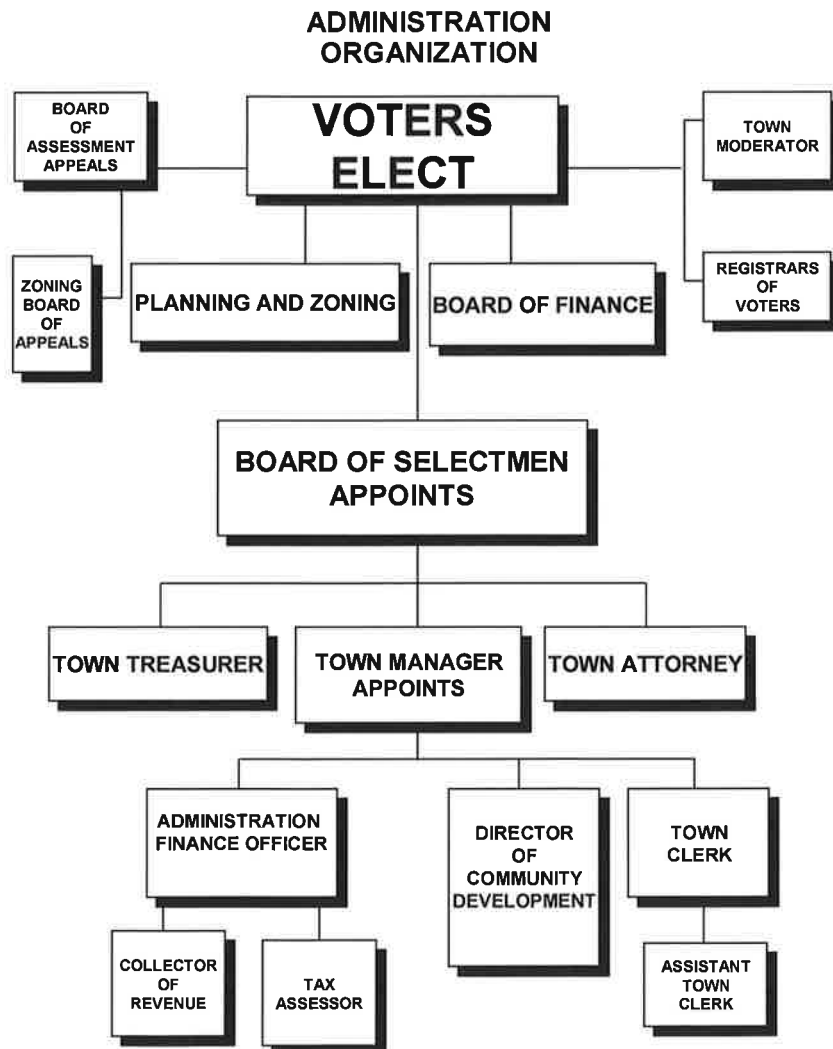 ADMINISTRATION
ORGANIZATION
BOARD
OF
ASSESSMENT
APPEALS
VOTERS
ELECT
TOWN
MODERATOR
ZONING
BOARD
OF
APPEALS
PLANNING AND ZONING
BOARD OF FINANCE
REGISTRARS
OF
VOTERS
BOARD OF SELECTMEN
APPOINTS
TOWN TREASURER
TOWN MANAGER
APPOINTS
TOWN ATTORNEY
ADMINISTRATION
FINANCE OFFICER
DIRECTOR
OF
COMMUNITY
DEVELOPMENT
TOWN
CLERK
COLLECTOR
OF
REVENUE
TAX
ASSESSOR
ASSISTANT
TOWN
CLERK